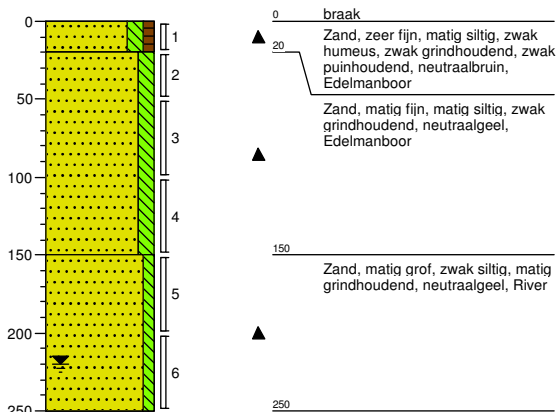 0
50
100
150
200
250
1
2
3
4
5
6
0
braak
Zand, zeer fijn, matig siltig, zwak
humeus, zwak grindhoudend, zwak
puinhoudend, neutraalbruin,
Edelmanboor
20
Zand, matig fijn, matig siltig, zwak
grindhoudend, neutraalgeel,
Edelmanboor
150
Zand, matig grof, zwak siltig, matig
grindhoudend, neutraalgeel, River
250